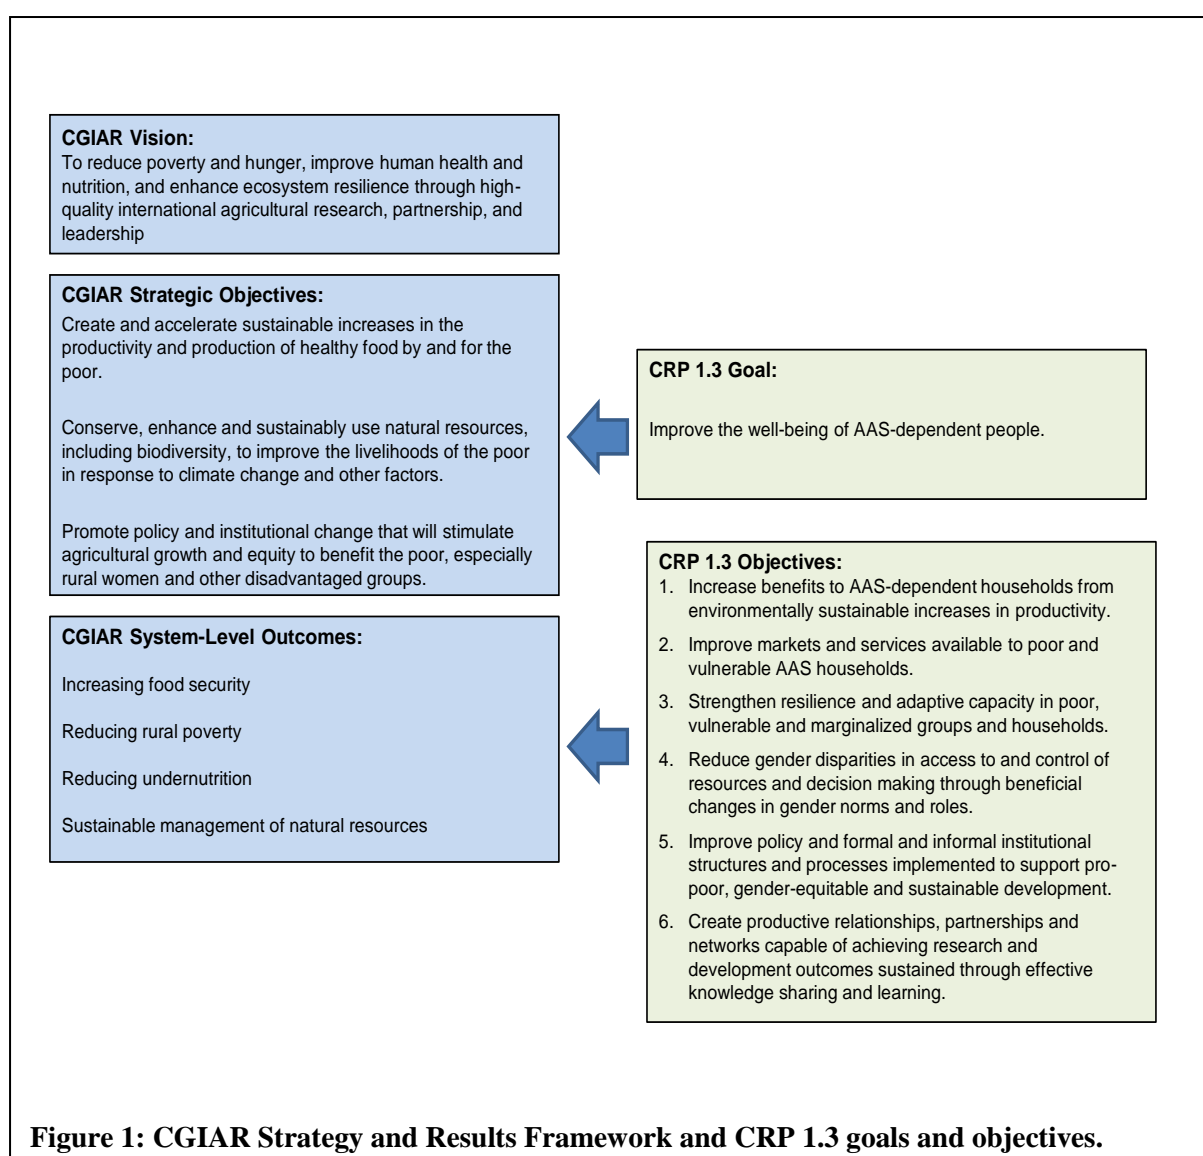 CGIAR Vision:
To reduce poverty and hunger, improve human health and
nutrition, and enhance ecosystem resilience through high-
quality international agricultural research, partnership, and
leadership
CGIAR Strategic Objectives:
Create and accelerate sustainable increases in the
productivity and production of healthy food by and for the
poor.
Conserve, enhance and sustainably use natural resources,
including biodiversity, to improve the livelihoods of the poor
in response to climate change and other factors.
Promote policy and institutional change that will stimulate
agricultural growth and equity to benefit the poor, especially
rural women and other disadvantaged groups.
CGIAR System-Level Outcomes:
Increasing food security
Reducing rural poverty
Reducing undernutrition
Sustainable management of natural resources
CRP 1.3 Goal:
Improve the well-being of AAS-dependent people.
CRP 1.3 Objectives:
1. Increase benefits to AAS-dependent households from
environmentally sustainable increases in productivity.
2. Improve markets and services available to poor and
vulnerable AAS households.
3. Strengthen resilience and adaptive capacity in poor,
vulnerable and marginalized groups and households.
4. Reduce gender disparities in access to and control of
resources and decision making through beneficial
changes in gender norms and roles.
5. Improve policy and formal and informal institutional
structures and processes implemented to support pro-
poor, gender-equitable and sustainable development.
6. Create productive relationships, partnerships and
networks capable of achieving research and
development outcomes sustained through effective
knowledge sharing and learning.
Figure 1: CGIAR Strategy and Results Framework and CRP 1.3 goals and objectives.